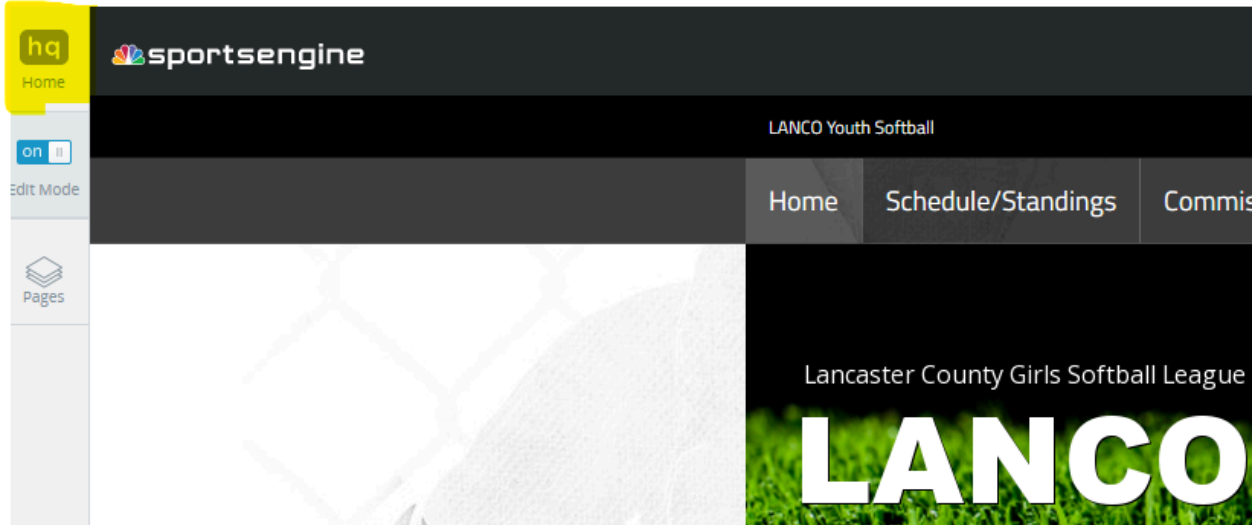 hq
Home
sportsengine
LANCO Youth Softball
on
Edit Mode
Home Schedule/Standings Commis
Pages
Lancaster County Girls Softball League
LANCO